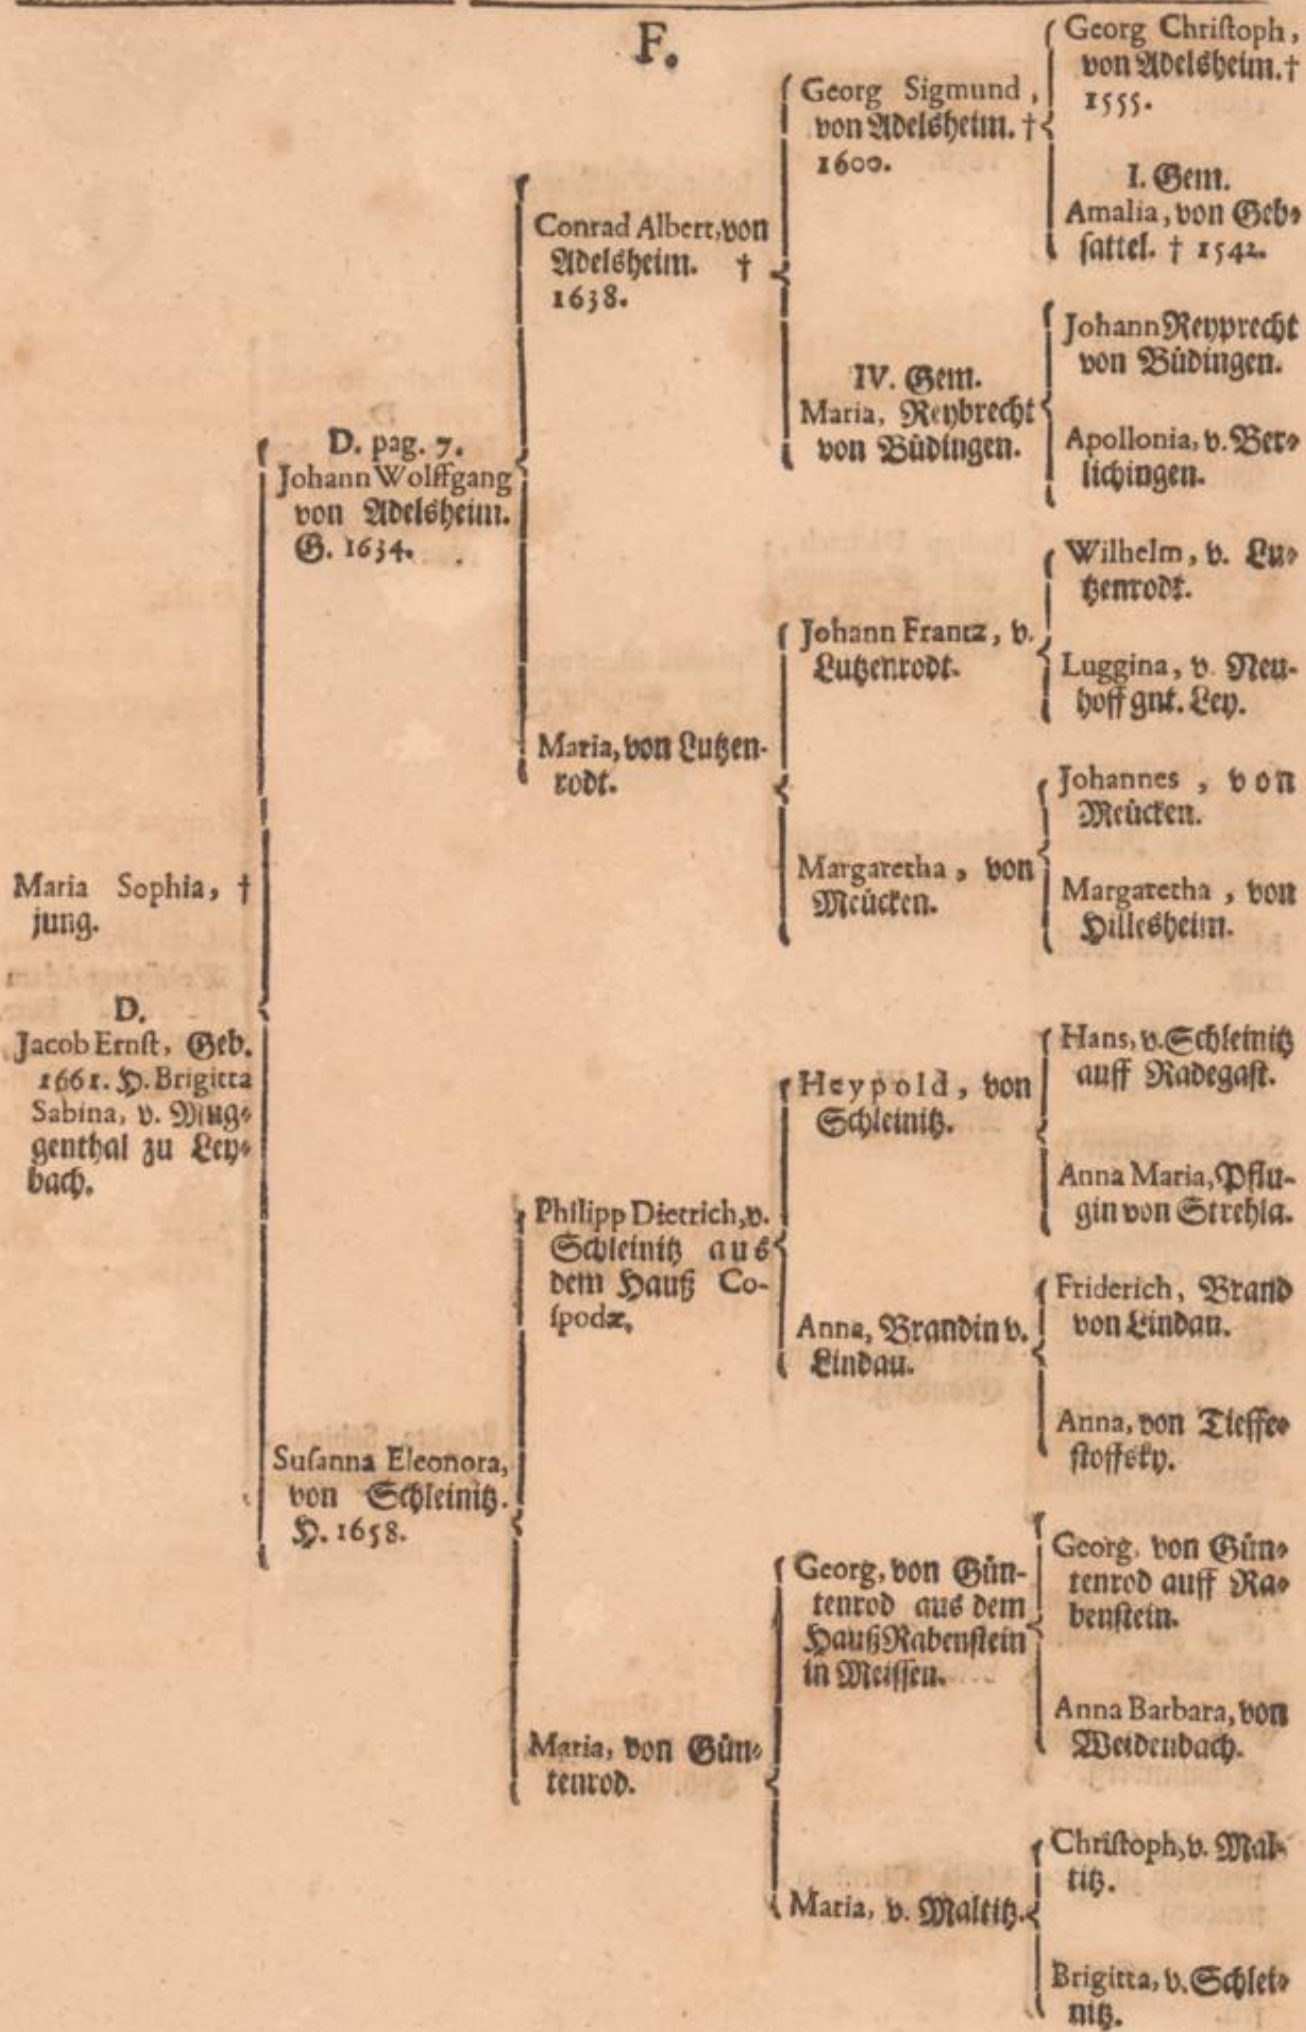 F.
Maria Sophia, †
jung.
D.
Jacob Ernst, Geb.
1661. H. Brigitta
Sabina, v. Mug⸗
genthal zu Ley⸗
bach.
D. pag. 7.
Johann Wolffgang
von Adelsheim.
G. 1634.
Susanna Eleonora,
von Schleinitz.
H. 1658.
Conrad Albert, von
Adelsheim. †
1638.
Maria, von Lutzen-
rodt.
Philipp Dietrich, v.
Schleinitz aus
dem Hauß Co-
spodæ,
Maria, von Gün⸗
tenrod.
Georg Sigmund,
von Adelsheim. †
1600.
IV. Gem.
Maria, Reybrecht
von Büdingen.
Johann Frantz, v.
Lutzenrodt.
Margaretha, von
Meücken.
Heypold, von
Schleinitz.
Anna, Brandin v.
Lindau.
Georg, von Gün-
tenrod aus dem
Hauß Rabenstein
in Meissen.
Maria, v. Maltitz.
Georg Christoph,
von Adelsheim. †
1555.
I. Gem.
Amalia, von Geb⸗
sattel. † 1542.
Johann Reyprecht
von Büdingen.
Apollonia, v. Ber⸗
lichingen.
Wilhelm, v. Lu⸗
tzenrodt.
Luggina, v. Neu-
hoff gnt. Ley.
Johannes, von
Meücken.
Margaretha, von
Hillesheim.
Hans, v. Schleinitz
auff Radegast.
Anna Maria, Pflu-
gin von Strehla.
Friderich, Brand
von Lindau.
Anna, von Tieffe⸗
stoffsky.
Georg, von Gün⸗
tenrod auff Ra⸗
benstein.
Anna Barbara, von
Weidenbach.
Christoph, v. Mal-
titz.
Brigitta, v. Schlei⸗
nitz.